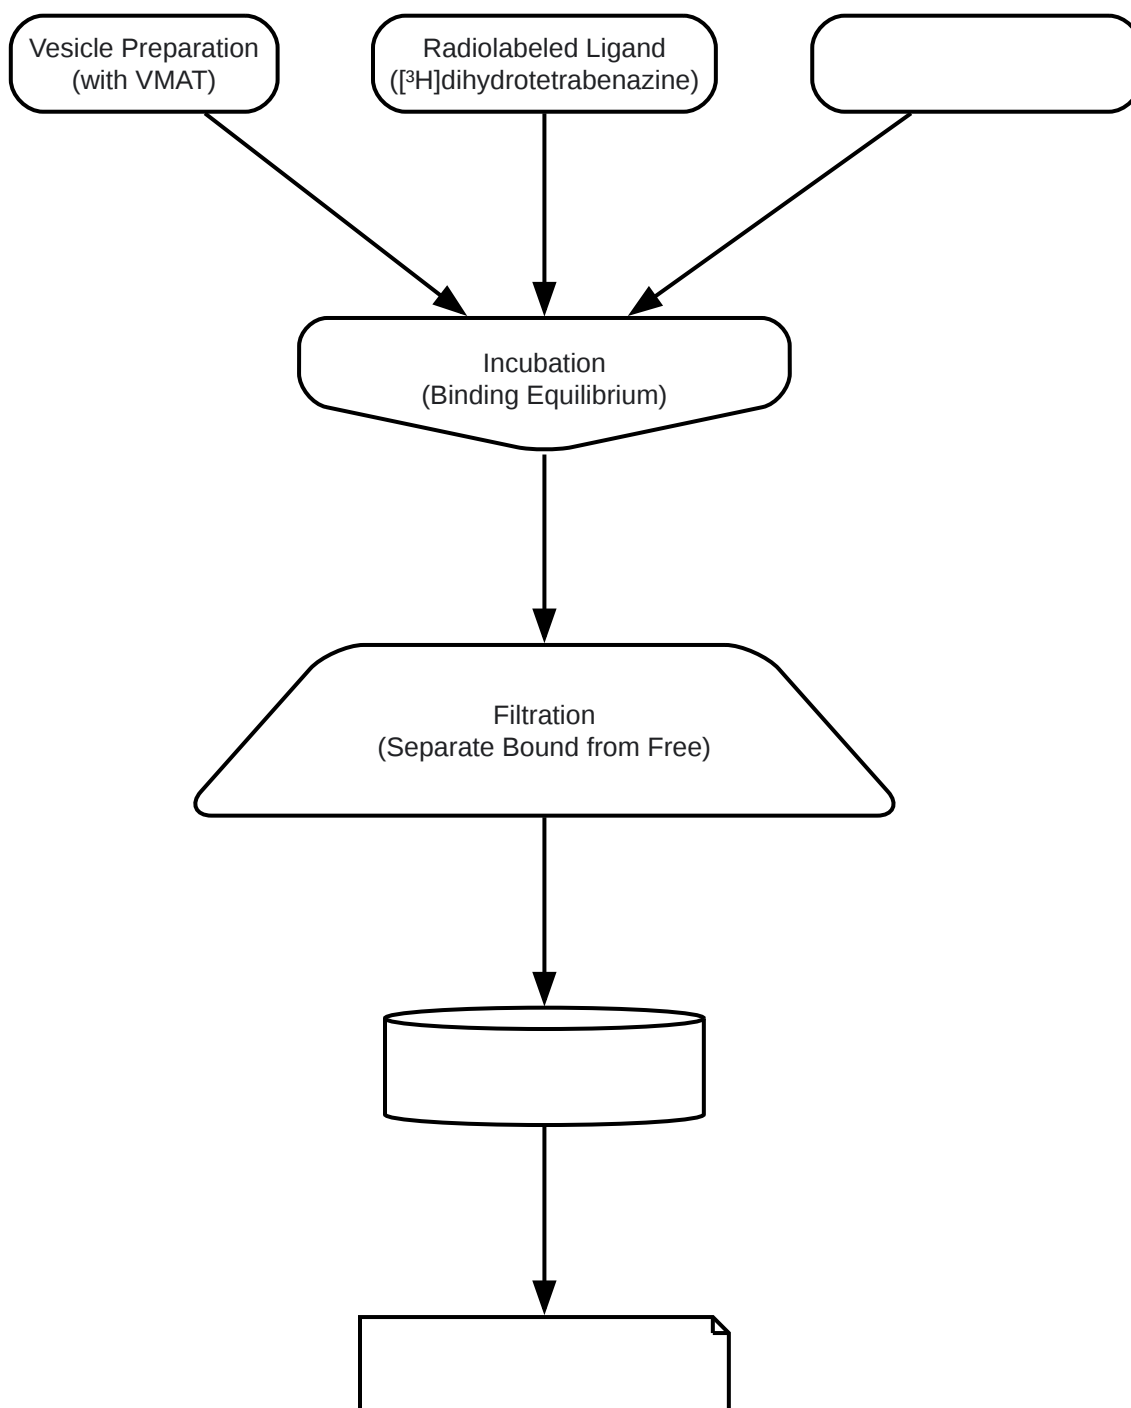 Vesicle Preparation
(with VMAT)
Radiolabeled Ligand
([³H]dihydrotetrabenazine)
Incubation
(Binding Equilibrium)
Filtration
(Separate Bound from Free)